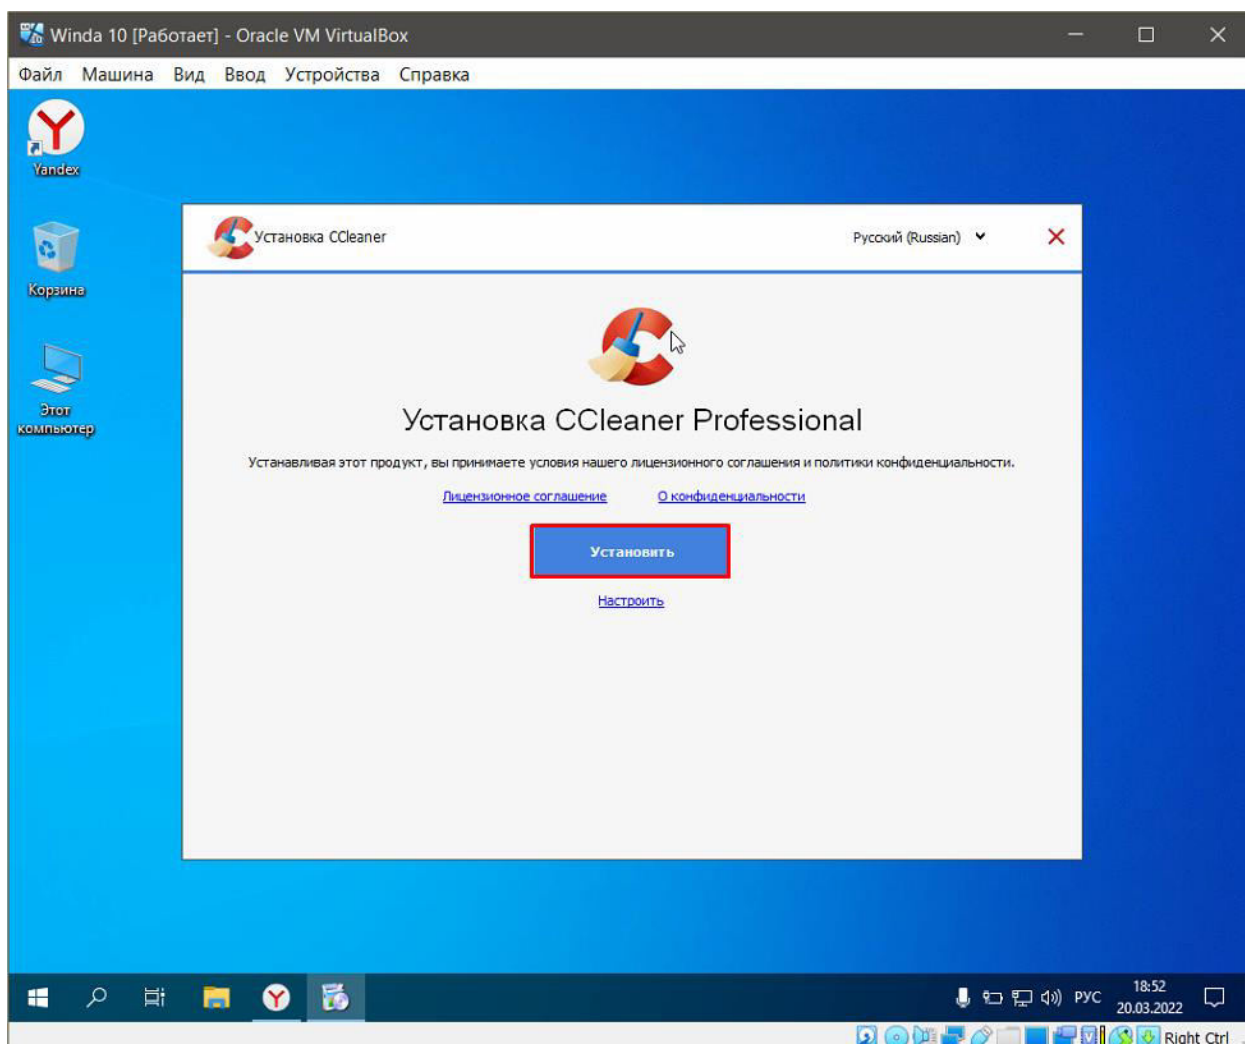 Winda 10 [Работает] - Oracle VM VirtualBox
Файл Машина Вид Ввод Устройства Справка
Yandex
Корзина
Этот
компьютер
Установка CCleaner
Русский (Russian)
Установка CCleaner Professional
Устанавливая этот продукт, вы принимаете условия нашего лицензионного соглашения и политики конфиденциальности.
Лицензионное соглашение О конфиденциальности
Установить
Настроить
РУС
18:52
20.03.2022
Right Ctrl